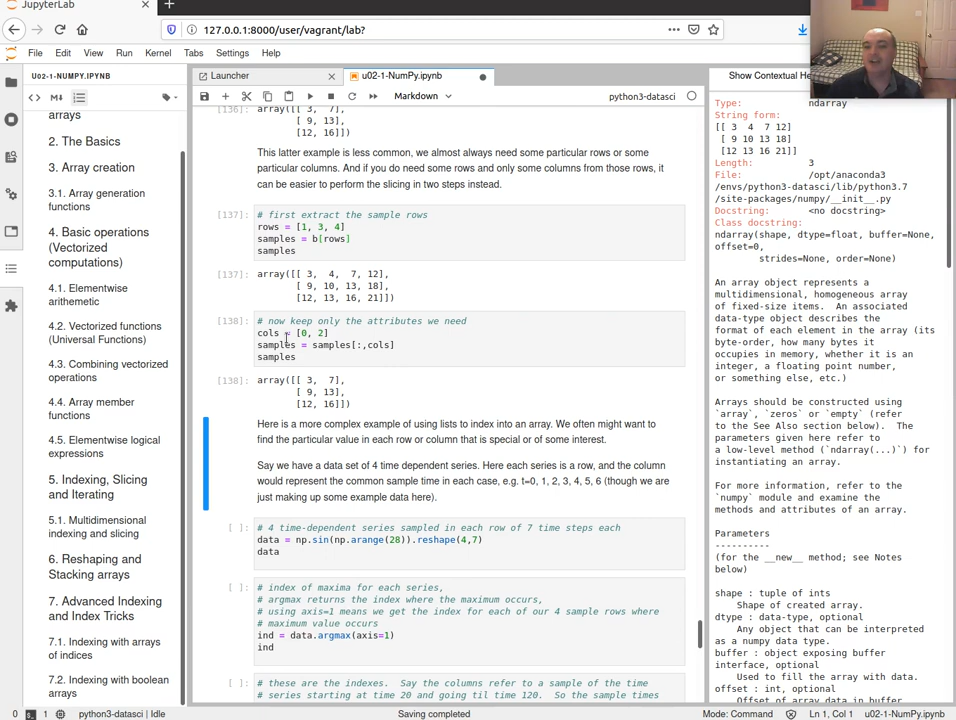 JupyterLab
127.0.0.1:8000/user/vagrant/lab?
File Edit View Run Kernel Tabs Settings Help
U02-1-NUMPY.IPYNB
arrays
2. The Basics
3. Array creation
3.1. Array generation
functions
4. Basic operations
(Vectorized
computations)
4.1. Elementwise
arithemetic
4.2. Vectorized functions
(Universal Functions)
4.3. Combining vectorized
operations
4.4. Array member
functions
4.5. Elementwise logical
expressions
5. Indexing, Slicing
and Iterating
5.1. Multidimensional
indexing and slicing
6. Reshaping and
Stacking arrays
7. Advanced Indexing
and Index Tricks
7.1. Indexing with arrays
of indices
7.2. Indexing with boolean
arrays
Launcher
u02-1-NumPy.ipynb
Markdown
python3-datasci
[136]
array([[ 3, 7],
[ 9, 13],
[12, 16]])
This latter example is less common, we almost always need some particular rows or some
particular columns. And if you do need some rows and only some columns from those rows, it
can be easier to perform the slicing in two steps instead.
[137]: # first extract the sample rows
rows = [1, 3, 4]
samples = b[rows]
samples
[137]: array([[ 3, 4, 7, 12],
[ 9, 10, 13, 18],
[12, 13, 16, 21]])
[138]: # now keep only the attributes we need
cols = [0, 2]
samples = samples[:,cols]
samples
[138]: array([[ 3, 7],
[ 9, 13],
[12, 16]])
Here is a more complex example of using lists to index into an array. We often might want to
find the particular value in each row or column that is special or of some interest.
Say we have a data set of 4 time dependent series. Here each series is a row, and the column
would represent the common sample time in each case, e.g. t=0, 1, 2, 3, 4, 5, 6 (though we are
just making up some example data here).
[ ]: # 4 time-dependent series sampled in each row of 7 time steps each
data = np.sin(np.arange(28)).reshape(4,7)
data
[ ]: # index of maxima for each series,
# argmax returns the index where the maximum occurs,
# using axis=1 means we get the index for each of our 4 sample rows where
# maximum value occurs
ind = data.argmax(axis=1)
ind
[ ]: # these are the indexes. Say the columns refer to a sample of the time
# series starting at time 20 and going til time 120. So the sample times
Show Contextual He
Type: ndarray
String form:
[[ 3 4 7 12]
[ 9 10 13 18]
[12 13 16 21]]
Length: 3
File: /opt/anaconda3
/envs/python3-datasci/lib/python3.7
/site-packages/numpy/__init__.py
Docstring: <no docstring>
Class docstring:
ndarray(shape, dtype=float, buffer=None,
offset=0,
strides=None, order=None)
An array object represents a
multidimensional, homogeneous array
of fixed-size items. An associated
data-type object describes the
format of each element in the array (its
byte-order, how many bytes it
occupies in memory, whether it is an
integer, a floating point number,
or something else, etc.)
Arrays should be constructed using
`array`, `zeros` or `empty` (refer
to the See Also section below). The
parameters given here refer to
a low-level method (`ndarray(...)`) for
instantiating an array.
For more information, refer to the
`numpy` module and examine the
methods and attributes of an array.
Parameters
----------
(for the __new__ method; see Notes
below)
shape : tuple of ints
Shape of created array.
dtype : data-type, optional
Any object that can be interpreted
as a numpy data type.
buffer : object exposing buffer
interface, optional
Used to fill the array with data.
offset : int, optional
Offset of array data in buffer
0 1 python3-datasci | Idle Saving completed Mode: Command Ln 1, Col 1 u02-1-NumPy.ipynb